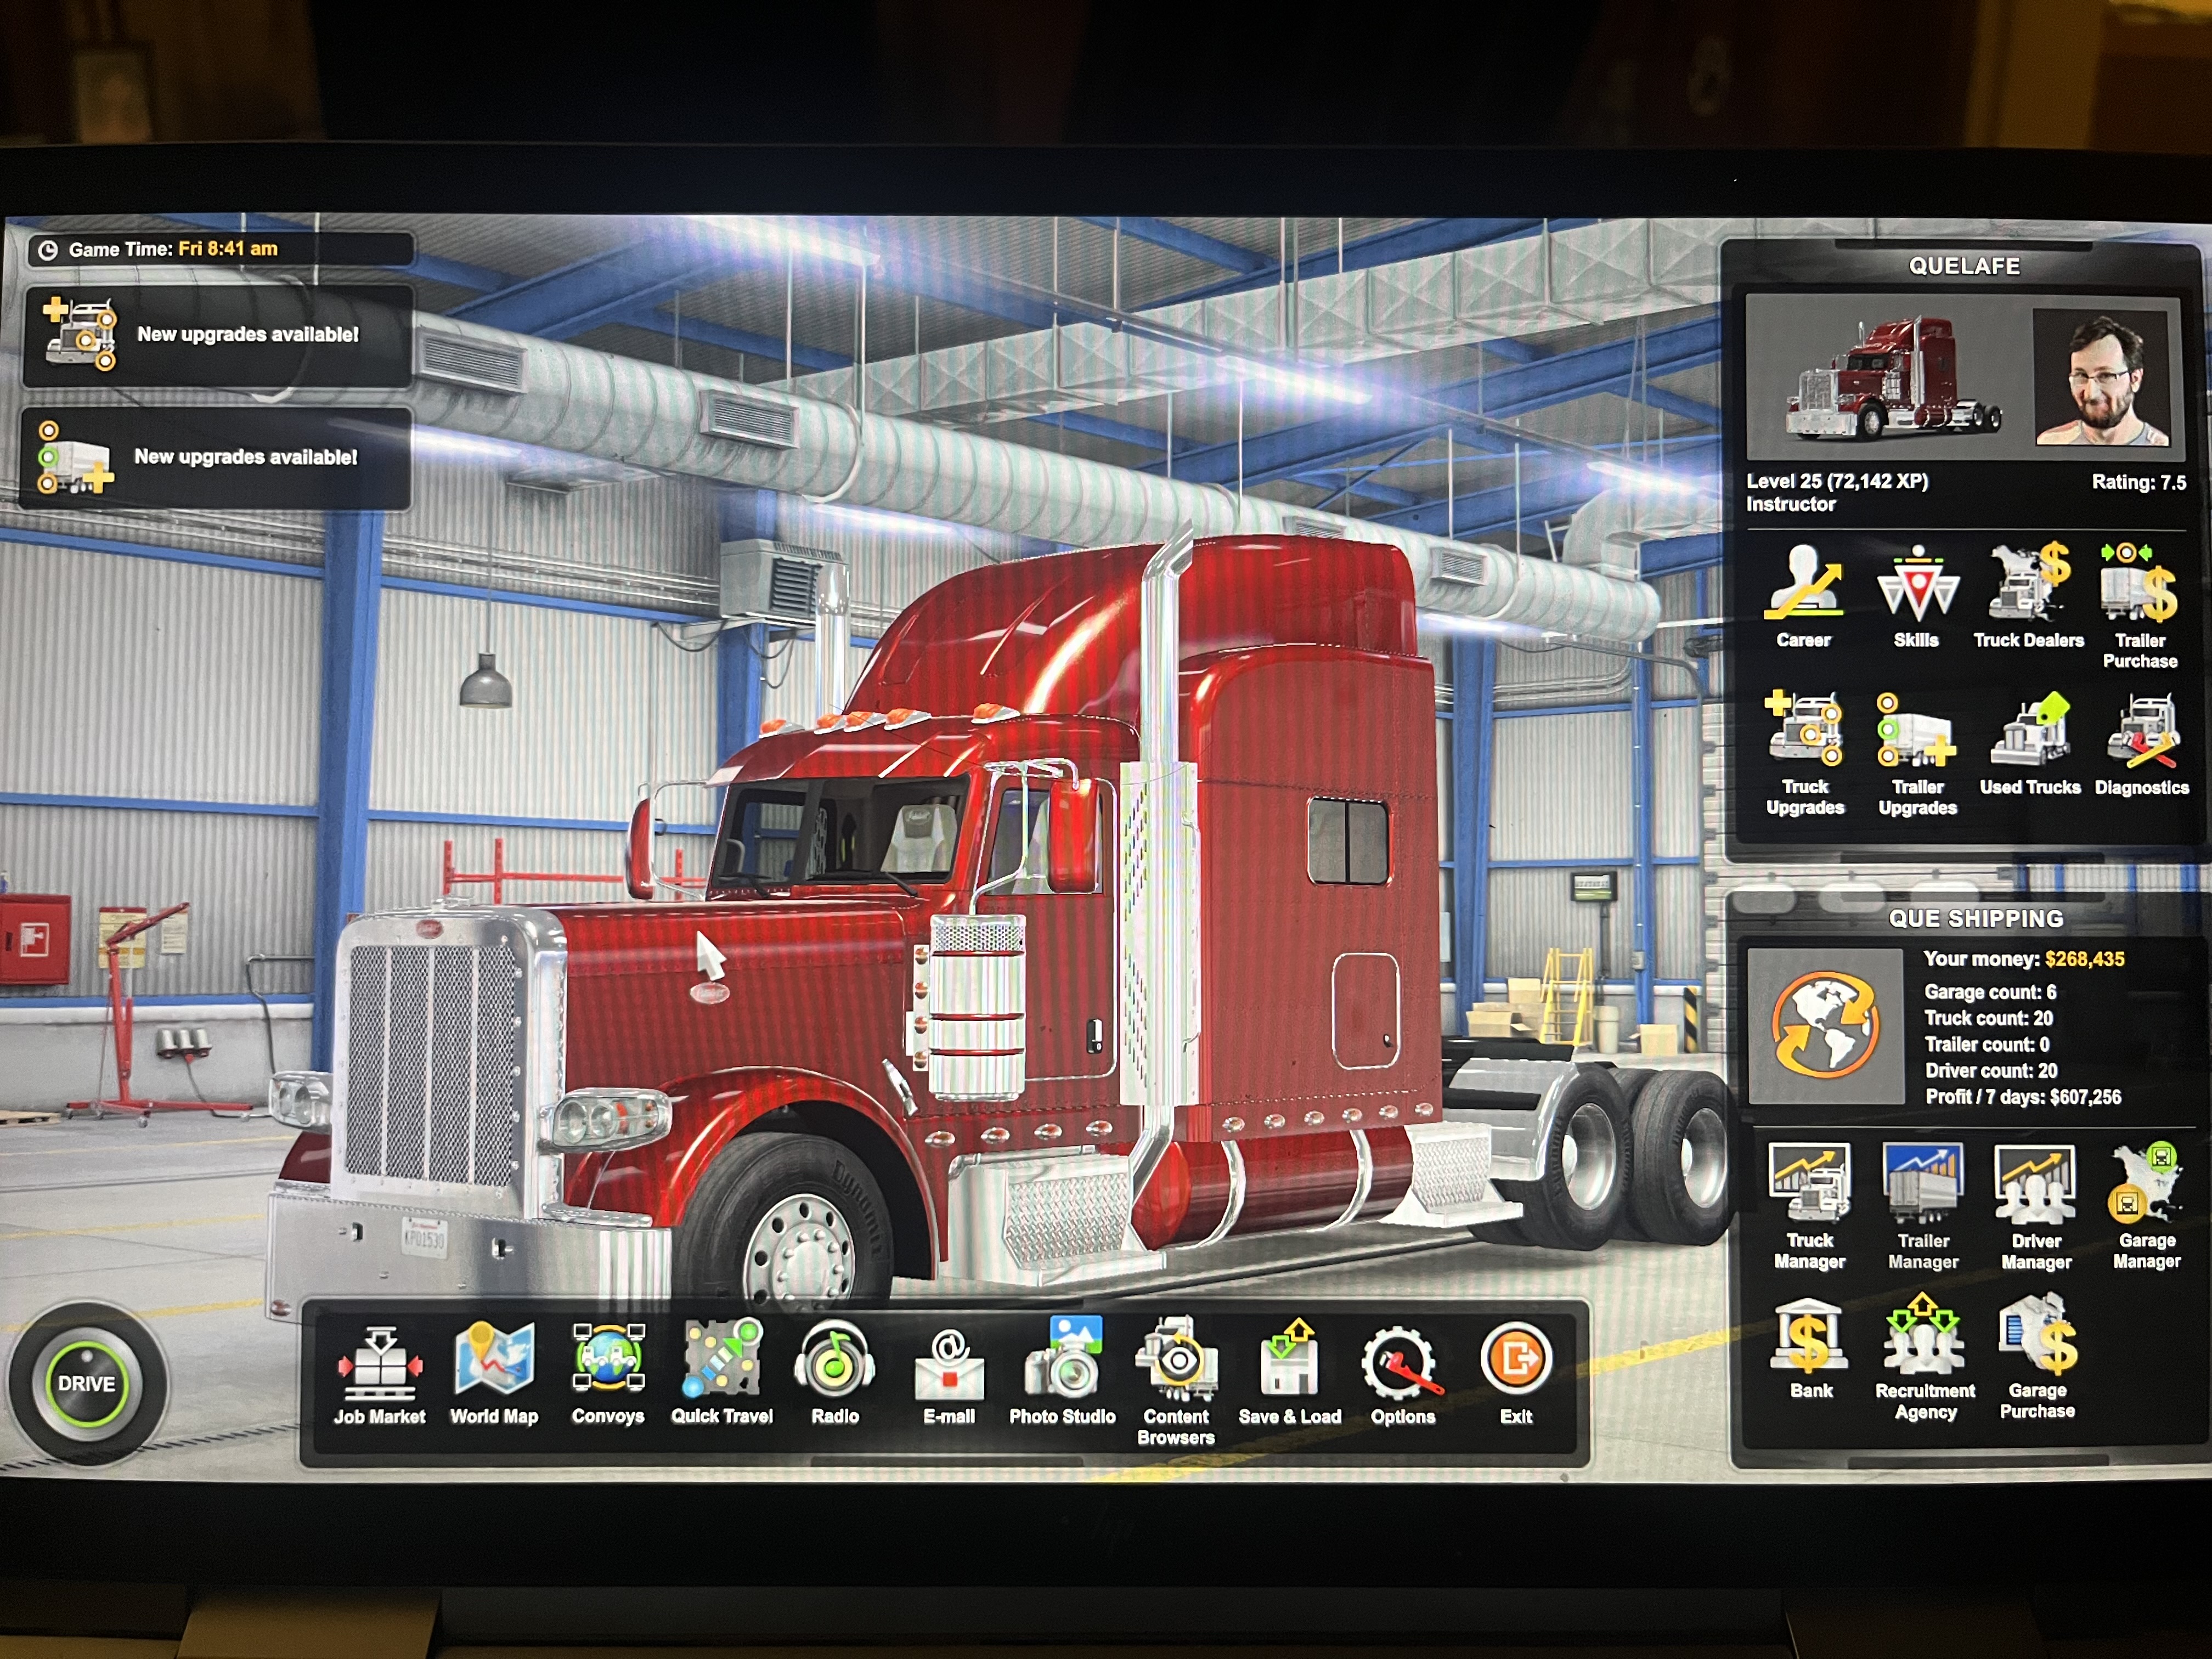 Game Time: Fri 8:41 am
New upgrades available!
New upgrades available!
QUELAFE
Level 25 (72,142 XP)
Rating: 7.5
Instructor
Career
Skills
Truck Dealers
Trailer
Purchase
Truck
Upgrades
Trailer
Upgrades
Used Trucks
Diagnostics
QUE SHIPPING
Your money: $268,435
Garage count: 6
Truck count: 20
Trailer count: 0
Driver count: 20
Profit / 7 days: $607,256
Truck
Manager
Trailer
Manager
Driver
Manager
Garage
Manager
Bank
Recruitment
Agency
Garage
Purchase
KP01530
DRIVE
Job Market
World Map
Convoys
Quick Travel
Radio
E-mail
Photo Studio
Content
Browsers
Save & Load
Options
Exit